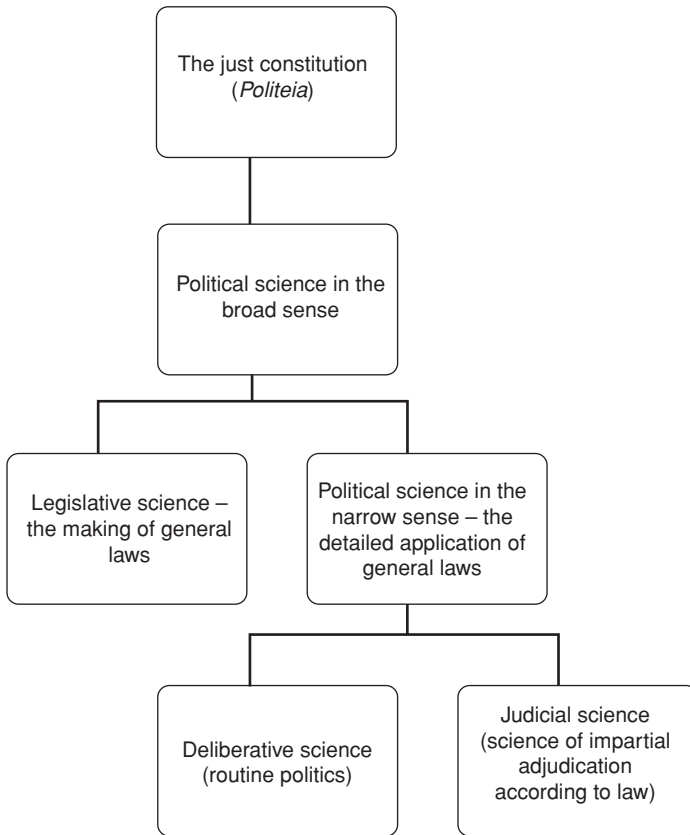 The just constitution
(Politeia)
Political science in the
broad sense
Legislative science –
the making of general
laws
Political science in the
narrow sense – the
detailed application of
general laws
Deliberative science
(routine politics)
Judicial science
(science of impartial
adjudication
according to law)